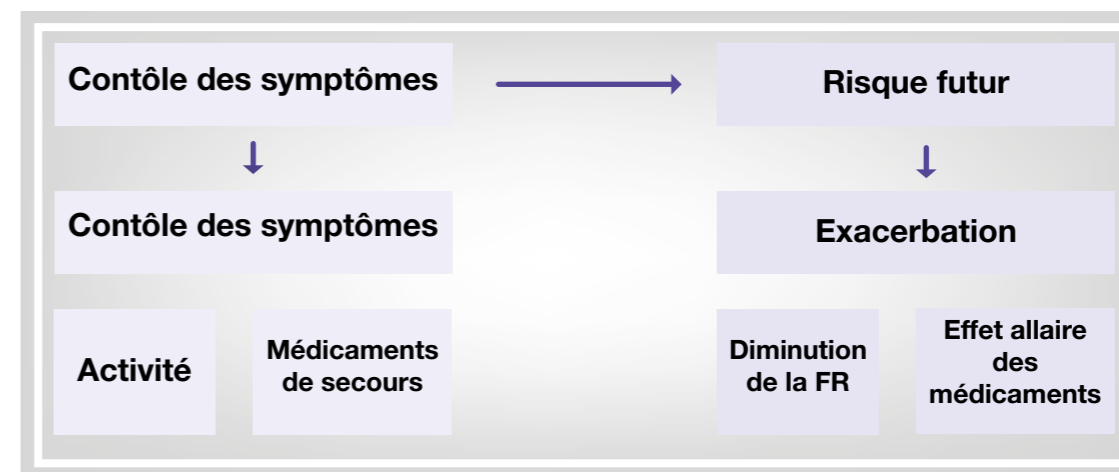 Contôle des symptômes
Risque futur
Contôle des symptômes
Exacerbation
Activité
Médicaments
de secours
Diminution
de la FR
Effet allaire
des
médicaments